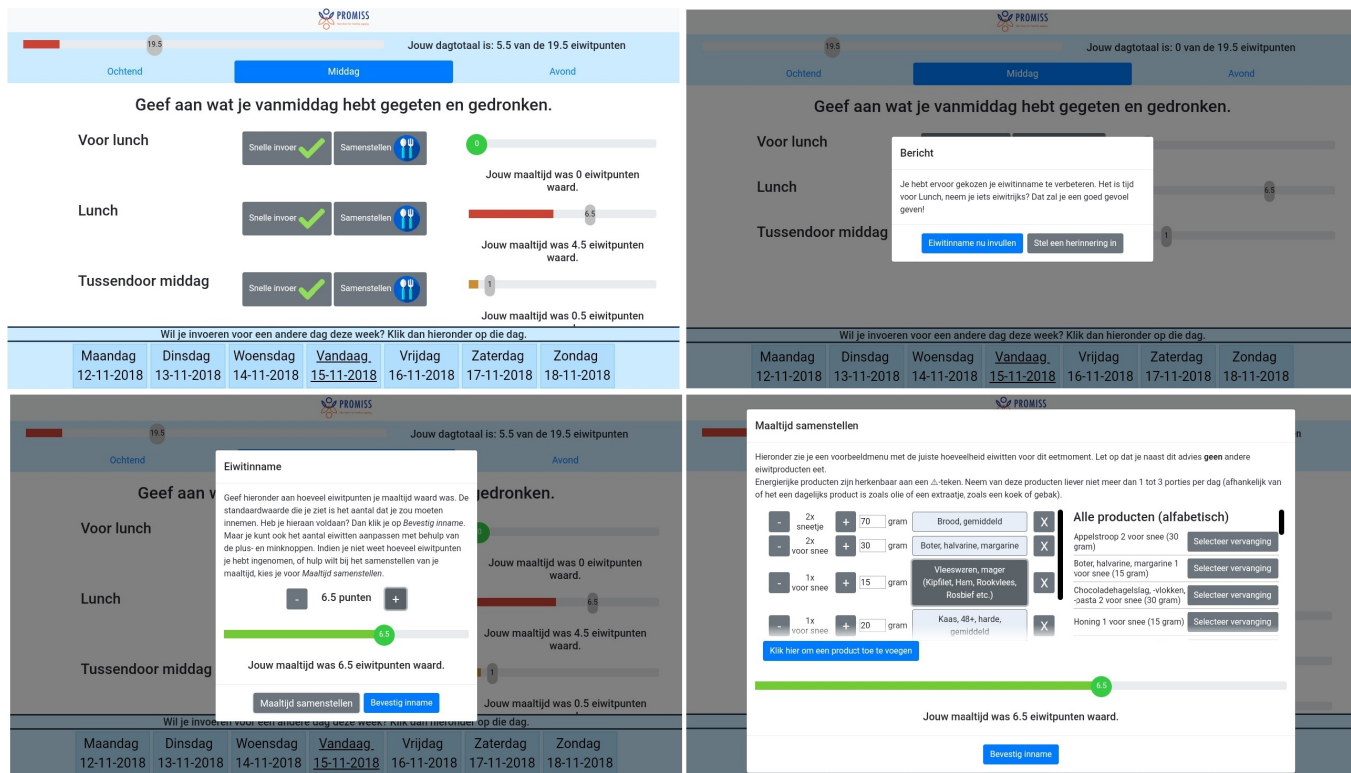 PROMISS
19.5
Jouw dagtotaal is: 5.5 van de 19.5 eiwitpunten
Ochtend
Middag
Avond
Geef aan wat je vanmiddag hebt gegeten en gedronken.
Voor lunch
Snelle invoer
Samenstellen
0
Jouw maaltijd was 0 eiwitpunten
waard.
Lunch
Snelle invoer
Samenstellen
6.5
Jouw maaltijd was 4.5 eiwitpunten
waard.
Tussendoor middag
Snelle invoer
Samenstellen
1
Jouw maaltijd was 0.5 eiwitpunten
Wil je invoeren voor een andere dag deze week? Klik dan hieronder op die dag.
Maandag Dinsdag Woensdag Vandaag Vrijdag Zaterdag Zondag
12-11-2018 13-11-2018 14-11-2018 15-11-2018 16-11-2018 17-11-2018 18-11-2018
PROMISS
19.5
Jouw dagtotaal is: 0 van de 19.5 eiwitpunten
Ochtend
Middag
Avond
Geef aan wat je vanmiddag hebt gegeten en gedronken.
Voor lunch
Lunch
6.5
Tussendoor middag
1
Bericht
Je hebt ervoor gekozen je eiwitinname te verbeteren. Het is tijd
voor Lunch, neem je iets eiwitrijks? Dat zal je een goed gevoel
geven!
Eiwitinname nu invullen
Stel een herinnering in
Wil je invoeren voor een andere dag deze week? Klik dan hieronder op die dag.
Maandag Dinsdag Woensdag Vandaag Vrijdag Zaterdag Zondag
12-11-2018 13-11-2018 14-11-2018 15-11-2018 16-11-2018 17-11-2018 18-11-2018
PROMISS
19.5
Jouw dagtotaal is: 5.5 van de 19.5 eiwitpunten
Ochtend
Avond
Geef aan
gedronken.
Voor lunch
0
Jouw maaltijd was 0 eiwitpunten
waard.
Lunch
6.5
Jouw maaltijd was 4.5 eiwitpunten
waard.
Tussendoor middag
1
Jouw maaltijd was 0.5 eiwitpunten
Eiwitinname
Geef hieronder aan hoeveel eiwitpunten je maaltijd waard was. De
standaardwaarde die je ziet is het aantal dat je zou moeten
innemen. Heb je hieraan voldaan? Dan klik je op Bevestig inname.
Maar je kunt ook het aantal eiwitten aanpassen met behulp van
de plus- en minknoppen. Indien je niet weet hoeveel eiwitpunten
je hebt ingenomen, of hulp wilt bij het samenstellen van je
maaltijd, kies je voor Maaltijd samenstellen.
- 6.5 punten +
6.5
Jouw maaltijd was 6.5 eiwitpunten waard.
Maaltijd samenstellen
Bevestig inname
Wil je invoeren voor een andere dag deze week? Klik dan hieronder op die dag.
Maandag Dinsdag Woensdag Vandaag Vrijdag Zaterdag Zondag
12-11-2018 13-11-2018 14-11-2018 15-11-2018 16-11-2018 17-11-2018 18-11-2018
PROMISS
Maaltijd samenstellen
Hieronder zie je een voorbeeldmenu met de juiste hoeveelheid eiwitten voor dit eetmoment. Let op dat je naast dit advies geen andere
eiwitproducten eet.
Energierijke producten zijn herkenbaar aan een ⚠-teken. Neem van deze producten liever niet meer dan 1 tot 3 porties per dag (afhankelijk van
of het een dagelijks product is zoals olie of een extraatje, zoals een koek of gebak).
- 2x sneetje + 70 gram Brood, gemiddeld X
- 2x voor snee + 30 gram Boter, halvarine, margarine X
- 1x voor snee + 15 gram Vleeswaren, mager (Kipfilet, Ham, Rookvlees, Rosbief etc.) X
- 1x voor snee + 20 gram Kaas, 48+, harde, gemiddeld X
Klik hier om een product toe te voegen
Alle producten (alfabetisch)
Appelstroop 2 voor snee (30 gram) Selecteer vervanging
Boter, halvarine, margarine 1 voor snee (15 gram) Selecteer vervanging
Chocoladehagelslag, -vlokken, -pasta 2 voor snee (30 gram) Selecteer vervanging
Honing 1 voor snee (15 gram) Selecteer vervanging
6.5
Jouw maaltijd was 6.5 eiwitpunten waard.
Bevestig inname